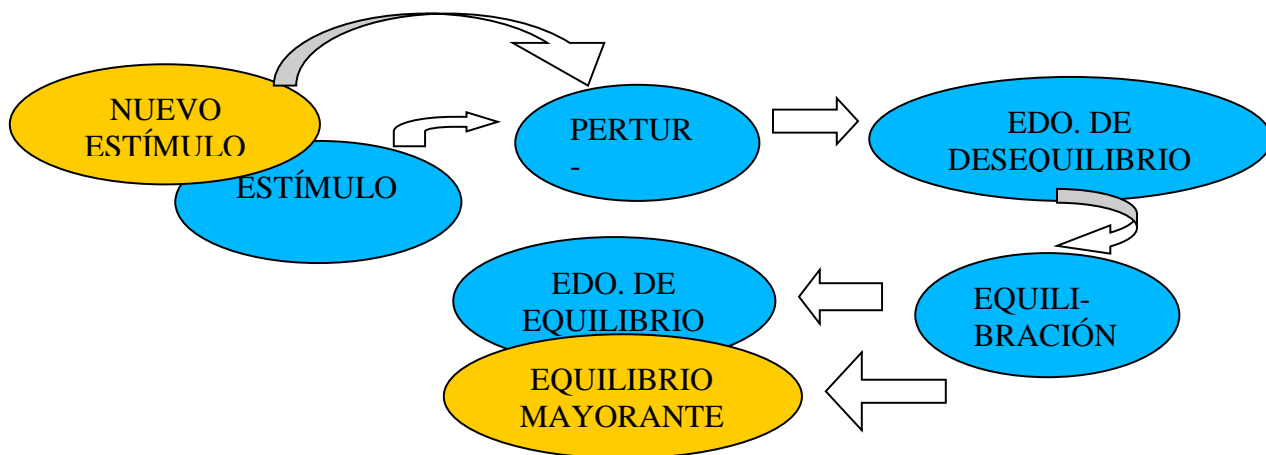 NUEVO
ESTÍMULO
ESTÍMULO
PERTUR
-
EDO. DE
DESEQUILIBRIO
EQUILI-
BRACIÓN
EDO. DE
EQUILIBRIO
EQUILIBRIO
MAYORANTE